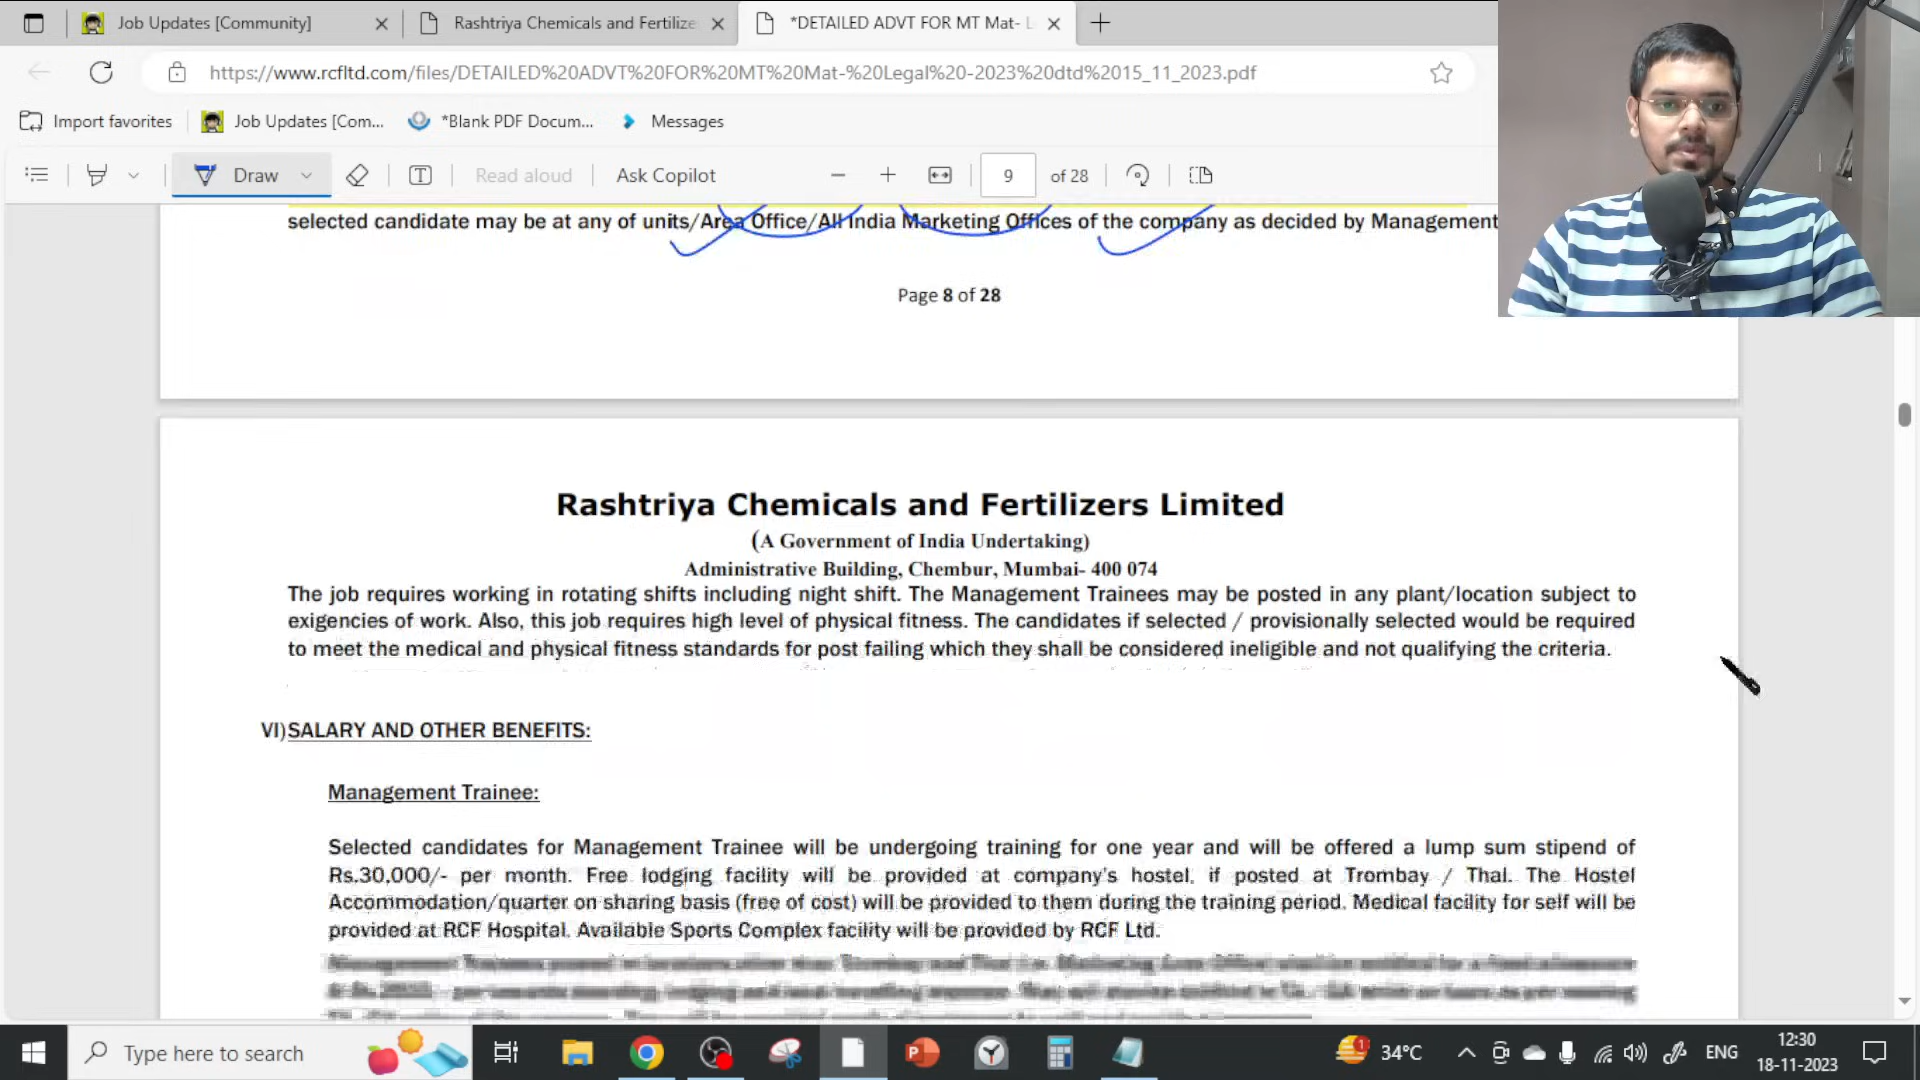 Job Updates [Community]
Rashtriya Chemicals and Fertilize
*DETAILED ADVT FOR MT Mat- L
https://www.rcfltd.com/files/DETAILED%20ADVT%20FOR%20MT%20Mat-%20Legal%20-2023%20dtd%2015_11_2023.pdf
Import favorites
Job Updates [Com...
*Blank PDF Docum...
Messages
Draw
Read aloud
Ask Copilot
9
of 28
selected candidate may be at any of units/Area Office/All India Marketing Offices of the company as decided by Management
Page 8 of 28
Rashtriya Chemicals and Fertilizers Limited
(A Government of India Undertaking)
Administrative Building, Chembur, Mumbai- 400 074
The job requires working in rotating shifts including night shift. The Management Trainees may be posted in any plant/location subject to
exigencies of work. Also, this job requires high level of physical fitness. The candidates if selected / provisionally selected would be required
to meet the medical and physical fitness standards for post failing which they shall be considered ineligible and not qualifying the criteria.
VI)SALARY AND OTHER BENEFITS:
Management Trainee:
Selected candidates for Management Trainee will be undergoing training for one year and will be offered a lump sum stipend of
Rs.30,000/- per month. Free lodging facility will be provided at company's hostel, if posted at Trombay / Thal. The Hostel
Accommodation/quarter on sharing basis (free of cost) will be provided to them during the training period. Medical facility for self will be
provided at RCF Hospital. Available Sports Complex facility will be provided by RCF Ltd.
Type here to search
34°C
ENG
12:30
18-11-2023